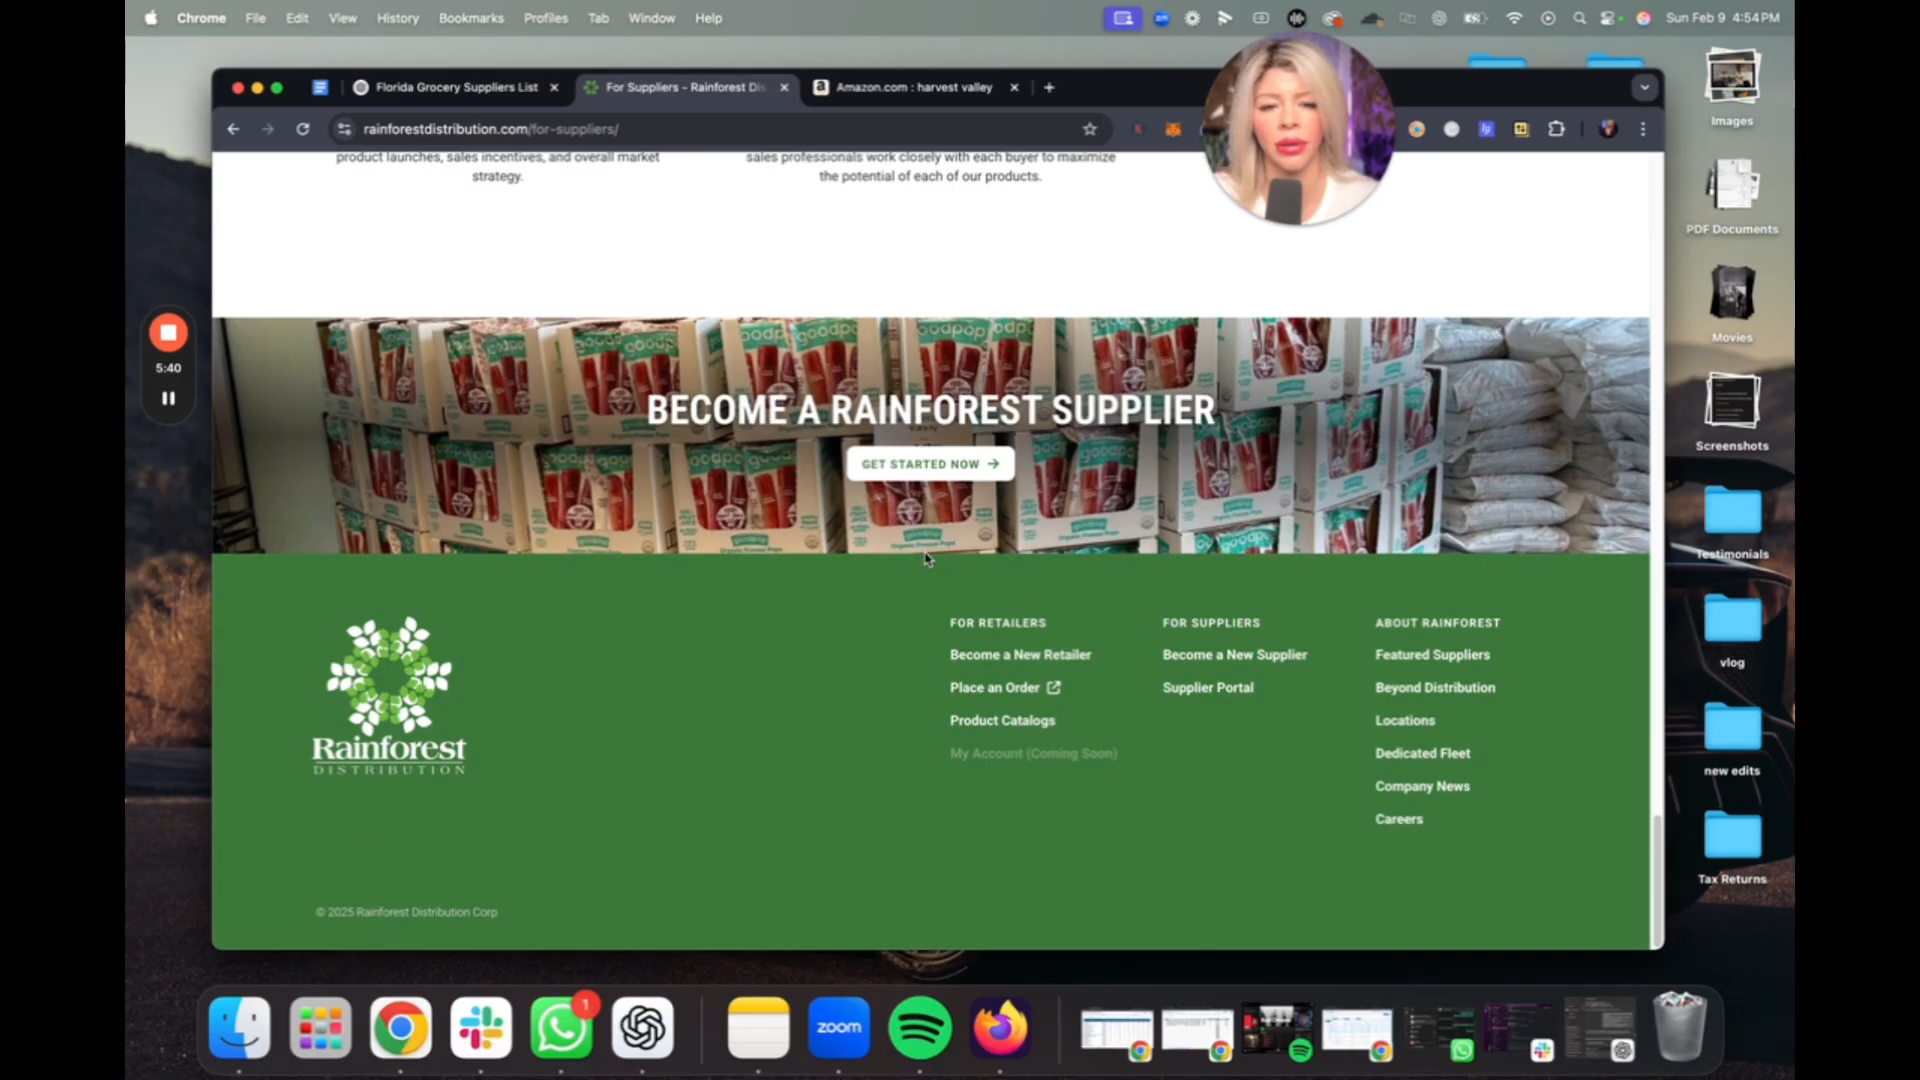 Chrome File Edit View History Bookmarks Profiles Tab Window Help
Sun Feb 9 4:54 PM
Florida Grocery Suppliers List
For Suppliers - Rainforest Dis
Amazon.com : harvest valley
rainforestdistribution.com/for-suppliers/
product launches, sales incentives, and overall market
strategy.
sales professionals work closely with each buyer to maximize
the potential of each of our products.
5:40
BECOME A RAINFOREST SUPPLIER
GET STARTED NOW
goodpop
Organic Freezer Pops
Rainforest
DISTRIBUTION
FOR RETAILERS
Become a New Retailer
Place an Order
Product Catalogs
My Account (Coming Soon)
FOR SUPPLIERS
Become a New Supplier
Supplier Portal
ABOUT RAINFOREST
Featured Suppliers
Beyond Distribution
Locations
Dedicated Fleet
Company News
Careers
© 2025 Rainforest Distribution Corp
Images
PDF Documents
Movies
Screenshots
Testimonials
vlog
new edits
Tax Returns
1
zoom